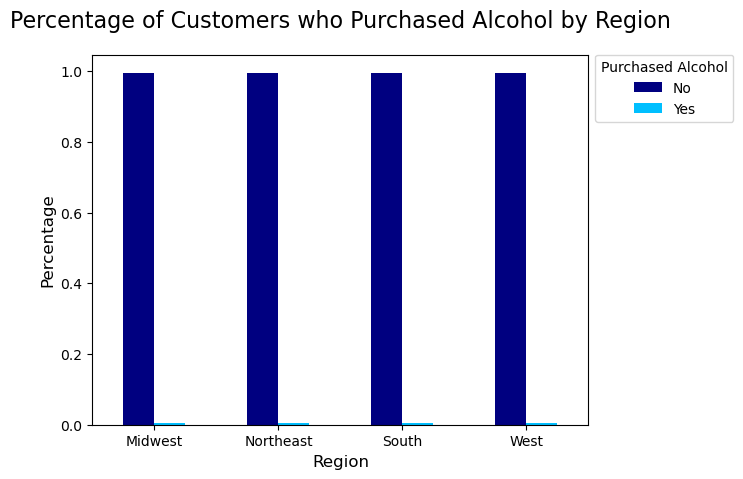 Percentage of Customers who Purchased Alcohol by Region
Purchased Alcohol
No
Yes
Percentage
1.0
0.8
0.6
0.4
0.2
0.0
Midwest Northeast South West
Region